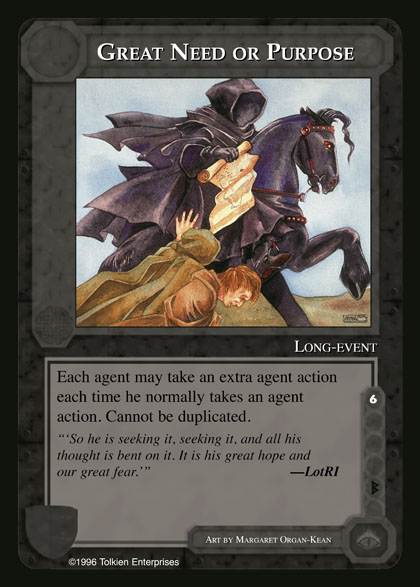 GREAT NEED OR PURPOSE
LONG-EVENT
Each agent may take an extra agent action
each time he normally takes an agent
action. Cannot be duplicated.
6
“‘So he is seeking it, seeking it, and all his
thought is bent on it. It is his great hope and
our great fear.’” —LotRI
ART BY MARGARET ORGAN-KEAN
©1996 Tolkien Enterprises